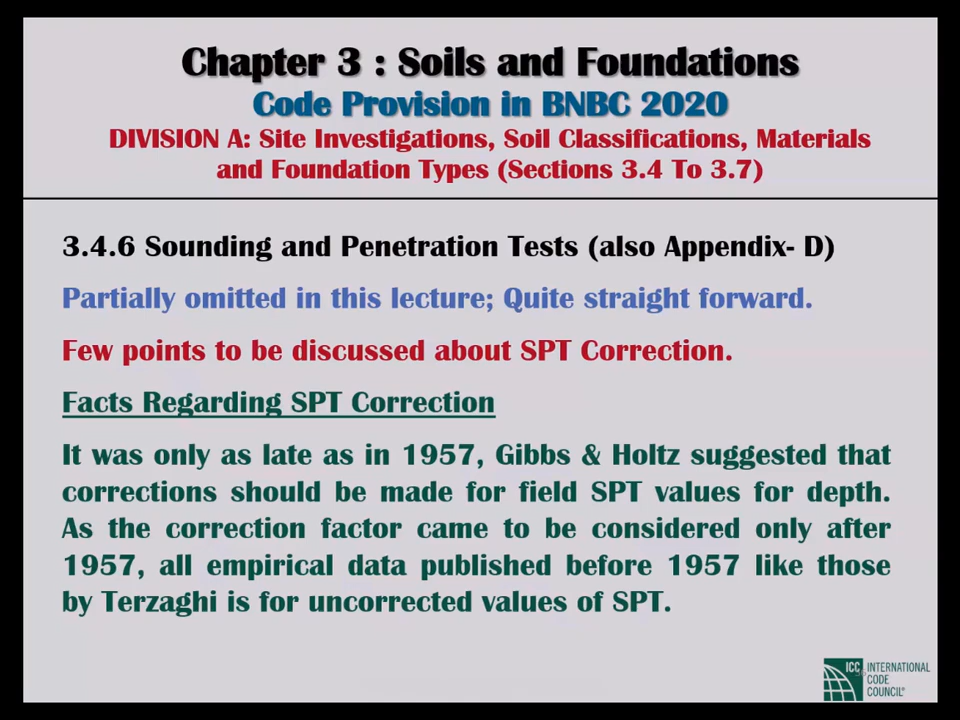 Chapter 3 : Soils and Foundations
Code Provision in BNBC 2020
DIVISION A: Site Investigations, Soil Classifications, Materials
and Foundation Types (Sections 3.4 To 3.7)
3.4.6 Sounding and Penetration Tests (also Appendix- D)
Partially omitted in this lecture; Quite straight forward.
Few points to be discussed about SPT Correction.
Facts Regarding SPT Correction
It was only as late as in 1957, Gibbs & Holtz suggested that
corrections should be made for field SPT values for depth.
As the correction factor came to be considered only after
1957, all empirical data published before 1957 like those
by Terzaghi is for uncorrected values of SPT.
ICC INTERNATIONAL
CODE
COUNCIL®